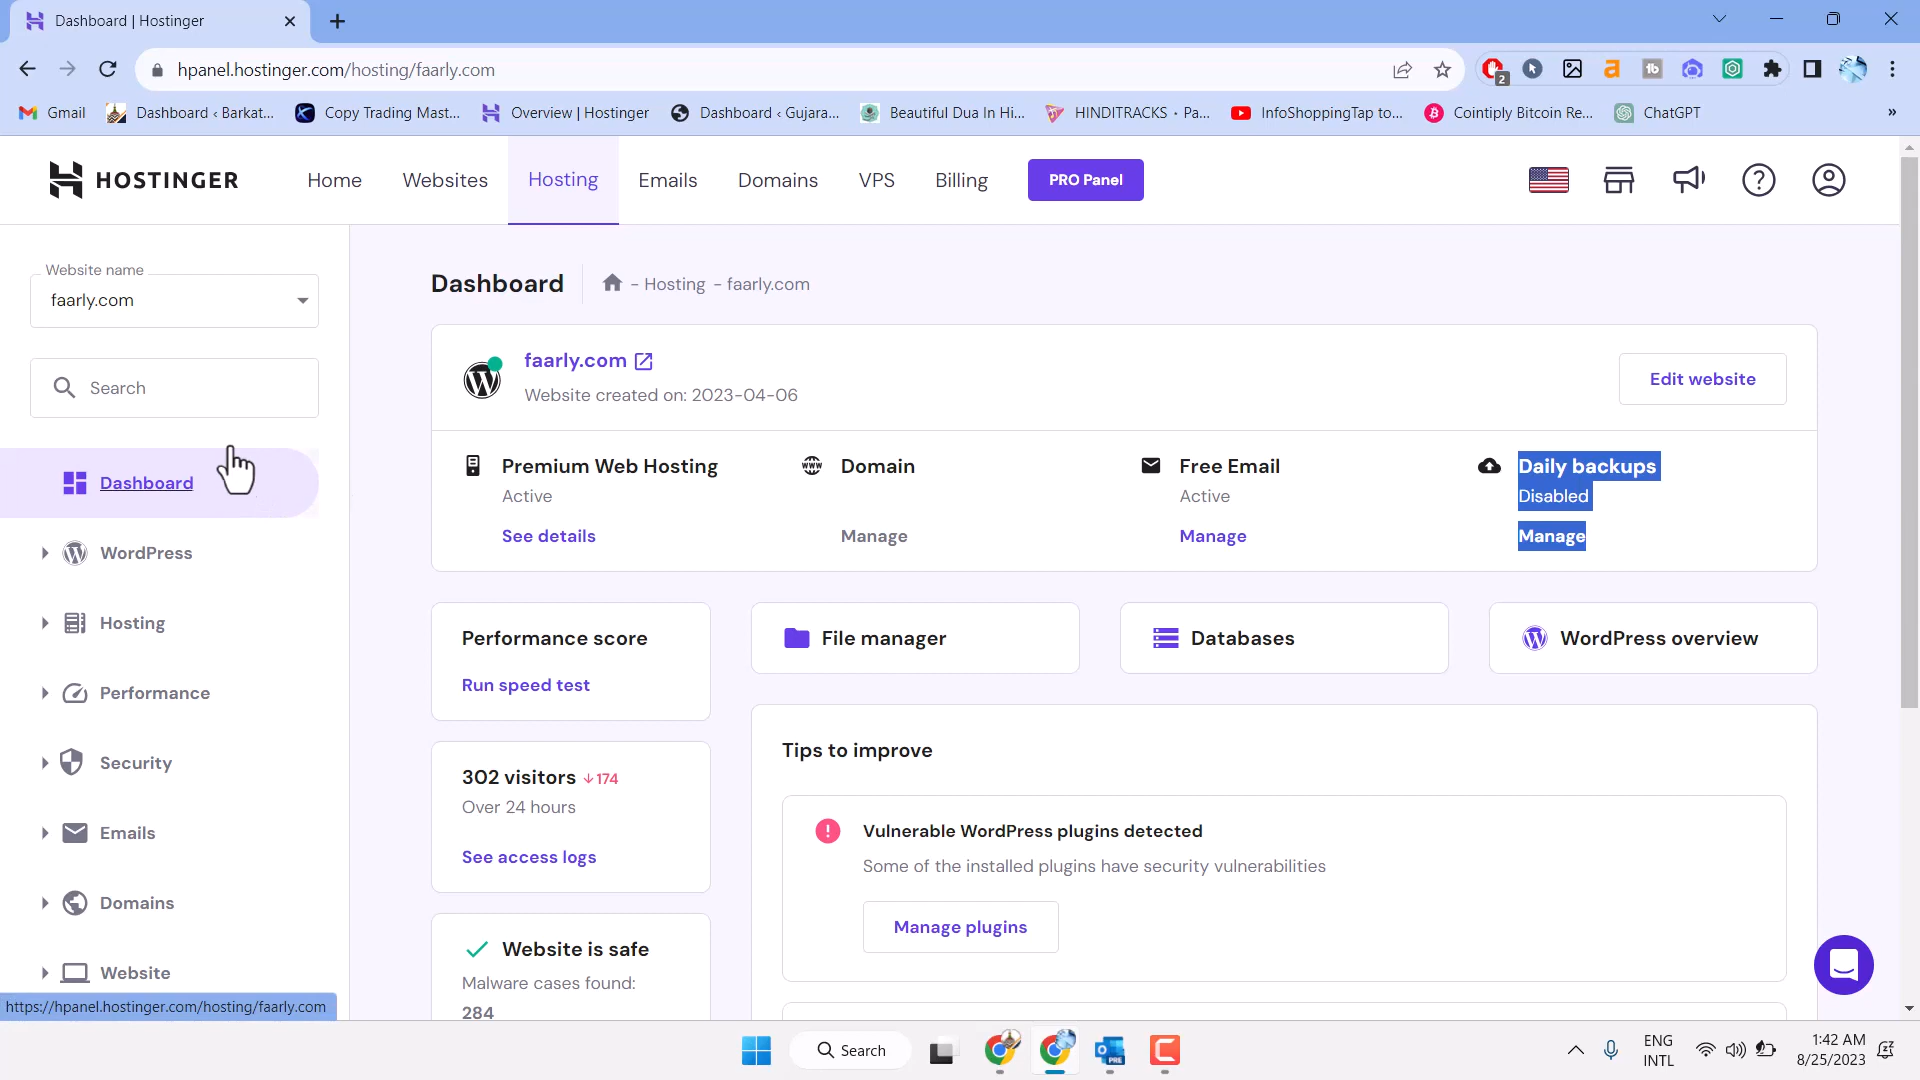 Dashboard | Hostinger
hpanel.hostinger.com/hosting/faarly.com
2
Gmail
Dashboard ‹ Barkat...
Copy Trading Mast...
Overview | Hostinger
Dashboard ‹ Gujara...
Beautiful Dua In Hi...
HINDITRACKS • Pa...
InfoShoppingTap to...
Cointiply Bitcoin Re...
ChatGPT
»
HOSTINGER
Home
Websites
Hosting
Emails
Domains
VPS
Billing
PRO Panel
Website name
faarly.com
Search
Dashboard
WordPress
Hosting
Performance
Security
Emails
Domains
Website
https://hpanel.hostinger.com/hosting/faarly.com
Dashboard
- Hosting - faarly.com
faarly.com
Website created on: 2023-04-06
Edit website
Premium Web Hosting
Active
See details
Domain
Manage
Free Email
Active
Manage
Daily backups
Disabled
Manage
Performance score
Run speed test
File manager
Databases
WordPress overview
302 visitors ↓174
Over 24 hours
See access logs
Website is safe
Malware cases found:
284
Tips to improve
Vulnerable WordPress plugins detected
Some of the installed plugins have security vulnerabilities
Manage plugins
Search
ENG
INTL
1:42 AM
8/25/2023